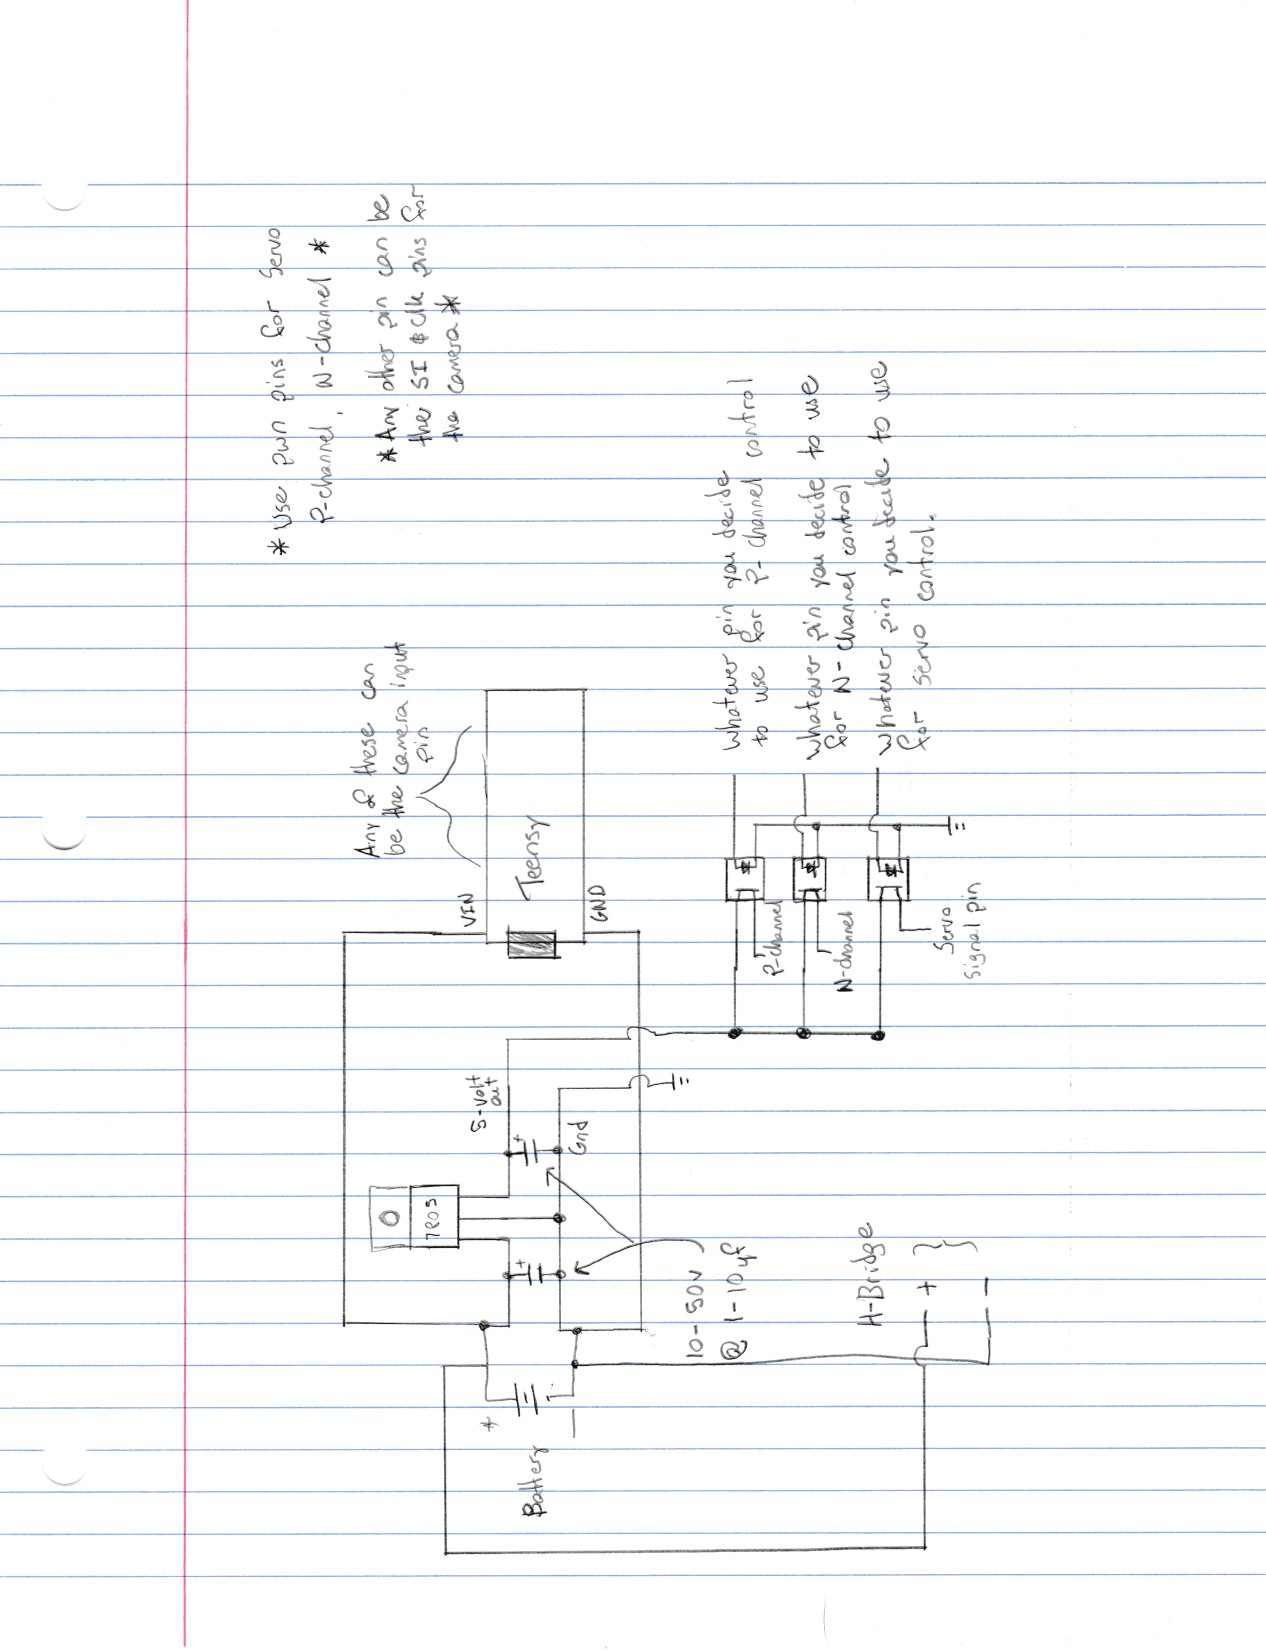 * Use pwn pins for Servo
P-channel, N-channel *
* Any other pin can be
the SI & Clk pins for
the camera *
Any of these can
be the camera input
pin
VIN
Teensy
GND
5-volt
out
Gnd
7805
10-50v
@ 1-10 µf
Battery
+
-
H-Bridge
+
-
P-channel
N-channel
Servo
signal pin
Whatever pin you decide
to use for P-channel control
Whatever pin you decide to use
for N-channel control
Whatever pin you decide to use
for Servo control.